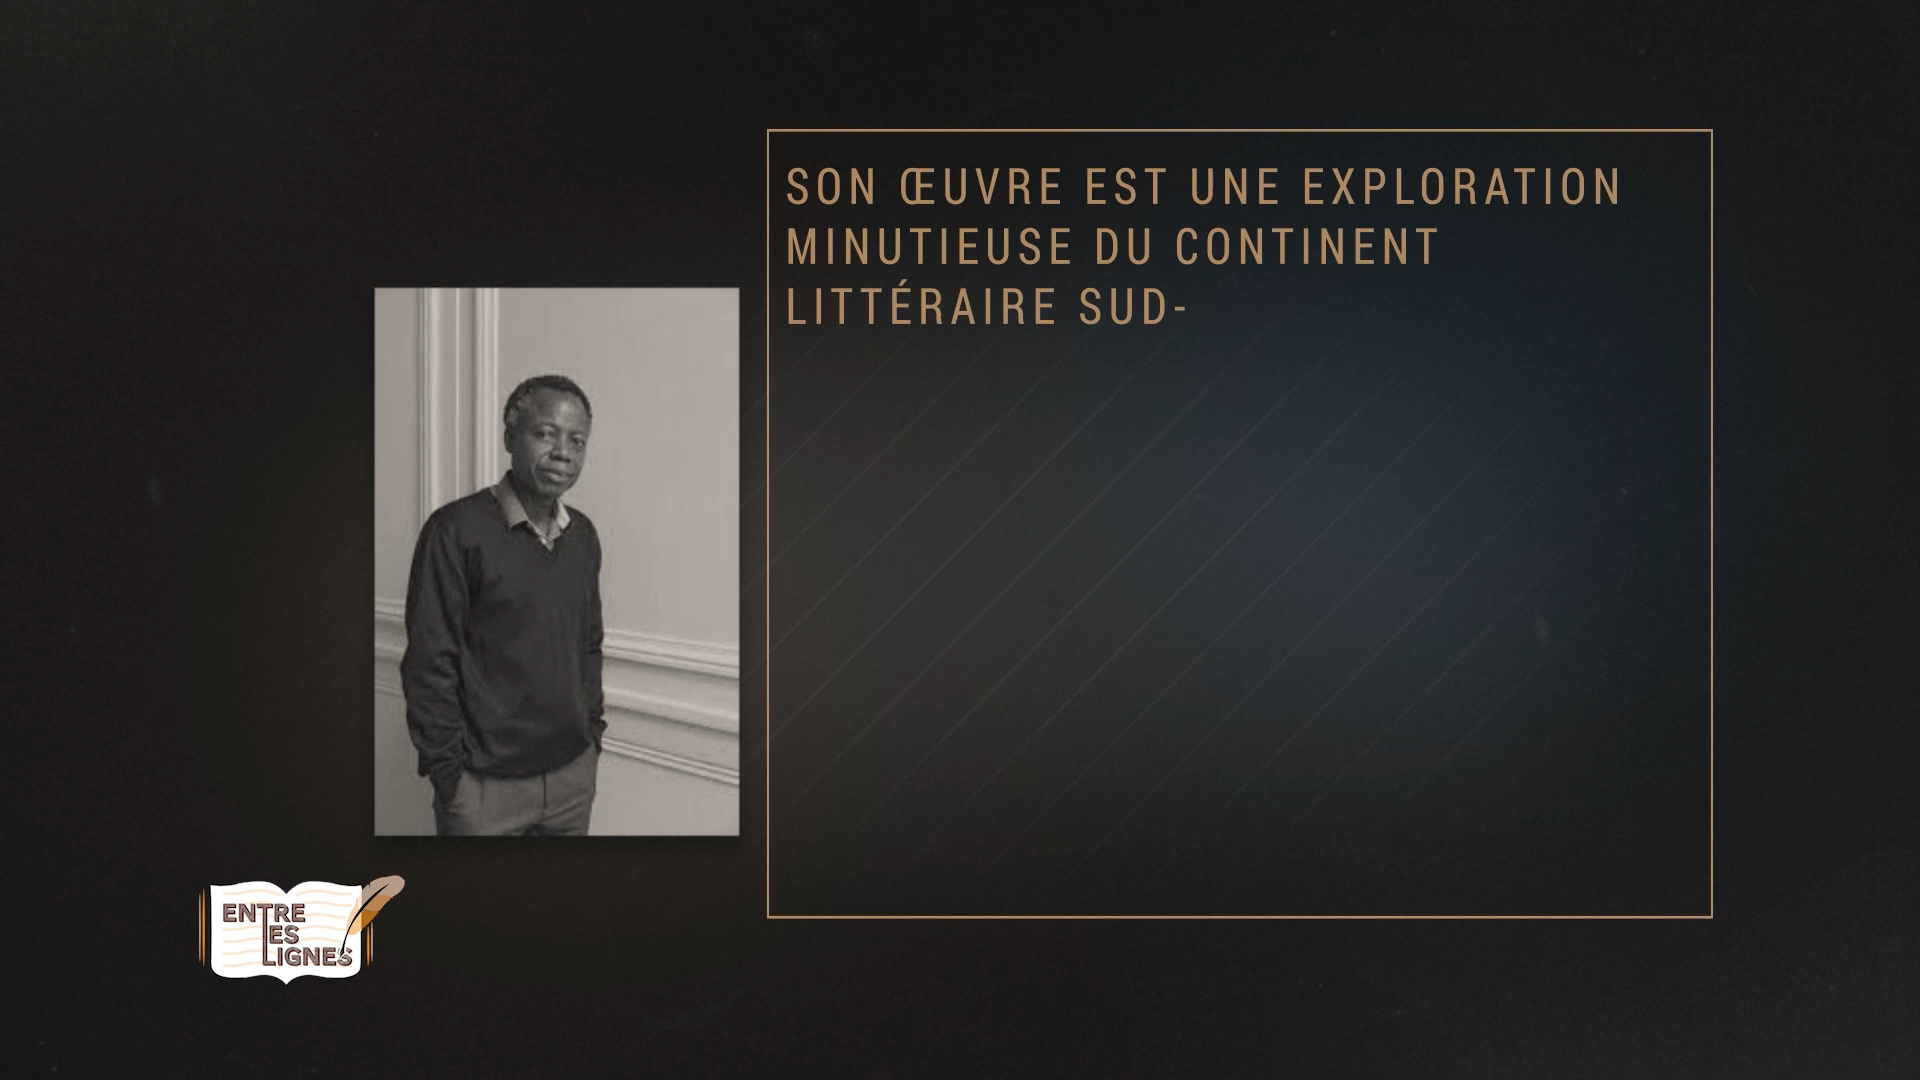 SON ŒUVRE EST UNE EXPLORATION
MINUTIEUSE DU CONTINENT
LITTÉRAIRE SUD-
ENTRE
LES
LIGNES